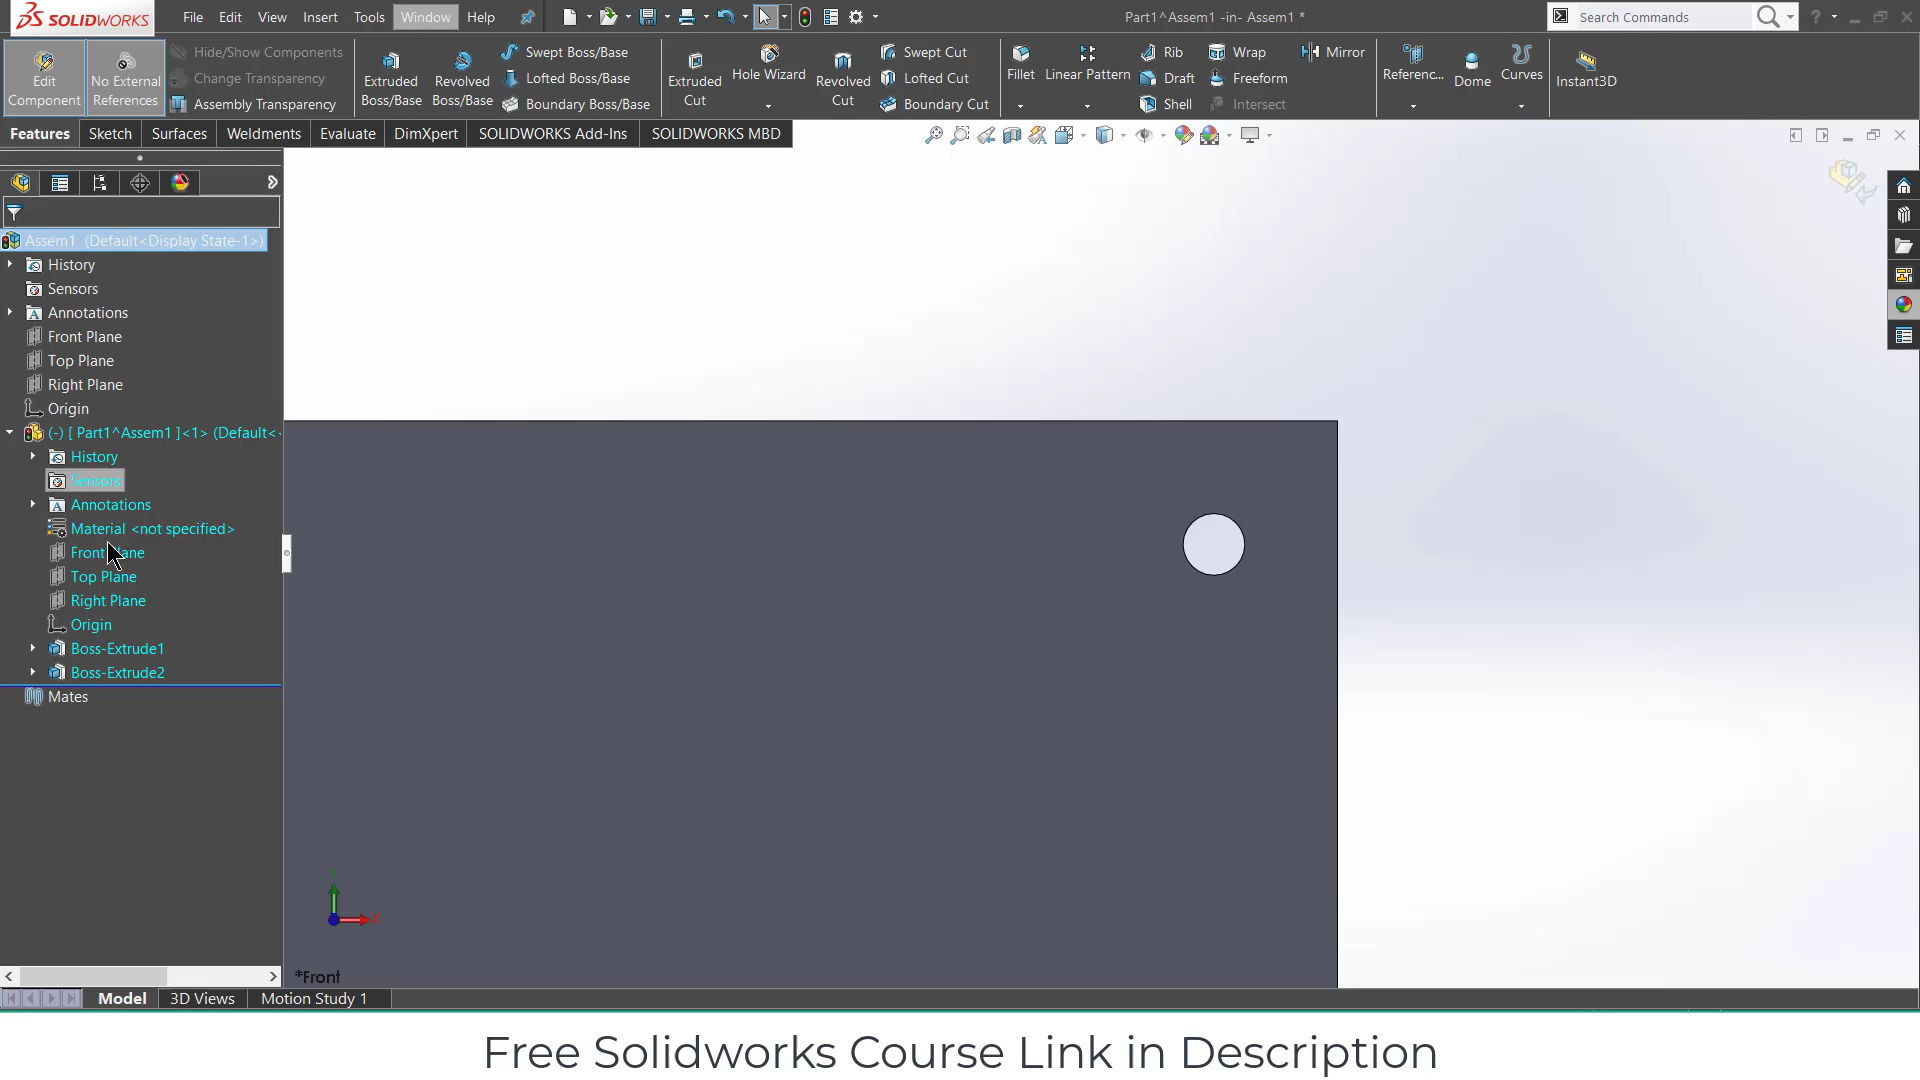 SOLIDWORKS
File Edit View Insert Tools Window Help
Part1^Assem1 -in- Assem1 *
Search Commands
?
Edit Component
No External References
Hide/Show Components
Change Transparency
Assembly Transparency
Extruded Boss/Base
Revolved Boss/Base
Swept Boss/Base
Lofted Boss/Base
Boundary Boss/Base
Extruded Cut
Hole Wizard
Revolved Cut
Swept Cut
Lofted Cut
Boundary Cut
Fillet
Linear Pattern
Rib
Draft
Shell
Wrap
Freeform
Intersect
Mirror
Referenc...
Dome
Curves
Instant3D
Features Sketch Surfaces Weldments Evaluate DimXpert SOLIDWORKS Add-Ins SOLIDWORKS MBD
Assem1 (Default<Display State-1>)
History
Sensors
Annotations
Front Plane
Top Plane
Right Plane
Origin
(-) [ Part1^Assem1 ]<1> (Default<
History
Sensors
Annotations
Material <not specified>
Front Plane
Top Plane
Right Plane
Origin
Boss-Extrude1
Boss-Extrude2
Mates
X
*Front
Model 3D Views Motion Study 1
Free Solidworks Course Link in Description